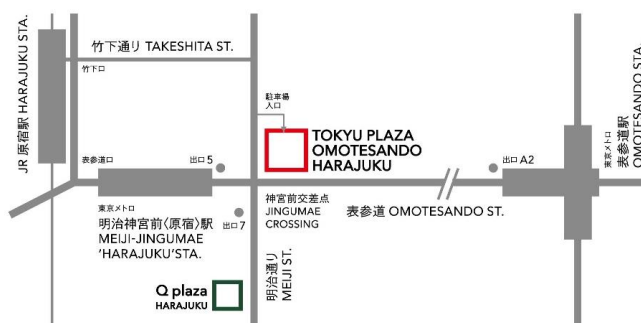 竹下通り TAKESHITA ST.
竹下口
JR 原宿駅 HARAJUKU STA.
駐車場
入口
TOKYU PLAZA
OMOTESANDO
HARAJUKU
表参道口
出口 5
出口 A2
東京メトロ
表参道駅
OMOTESANDO STA.
東京メトロ
明治神宮前〈原宿〉駅
MEIJI-JINGUMAE
'HARAJUKU'STA.
出口 7
神宮前交差点
JINGUMAE
CROSSING
表参道 OMOTESANDO ST.
明治通り
MEIJI ST.
Q plaza
HARAJUKU